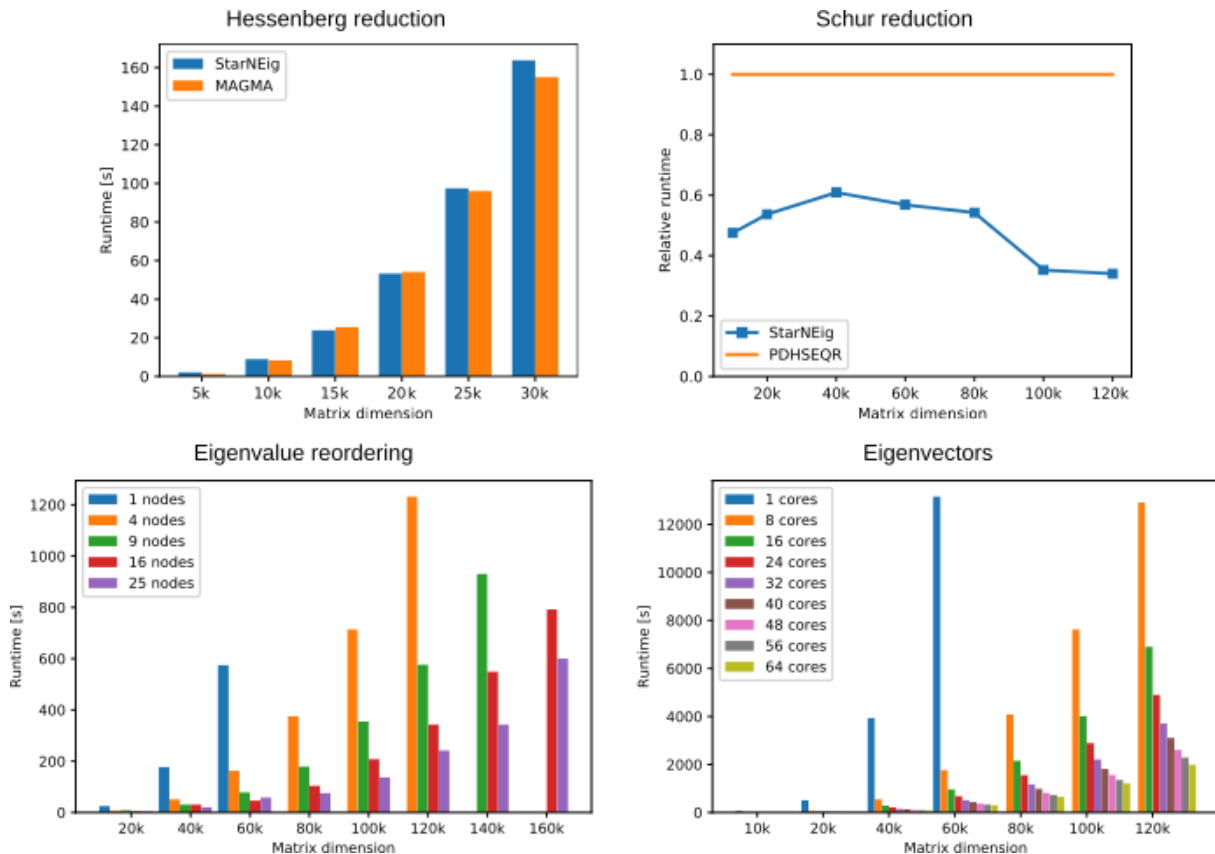 Hessenberg reduction
StarNEig
MAGMA
160
140
120
100
80
60
40
20
0
Runtime [s]
5k 10k 15k 20k 25k 30k
Matrix dimension
Schur reduction
1.0
0.8
0.6
0.4
0.2
0.0
Relative runtime
StarNEig
PDHSEQR
20k 40k 60k 80k 100k 120k
Matrix dimension
Eigenvalue reordering
1 nodes
4 nodes
9 nodes
16 nodes
25 nodes
1200
1000
800
600
400
200
0
Runtime [s]
20k 40k 60k 80k 100k 120k 140k 160k
Matrix dimension
Eigenvectors
1 cores
8 cores
16 cores
24 cores
32 cores
40 cores
48 cores
56 cores
64 cores
12000
10000
8000
6000
4000
2000
0
Runtime [s]
10k 20k 40k 60k 80k 100k 120k
Matrix dimension